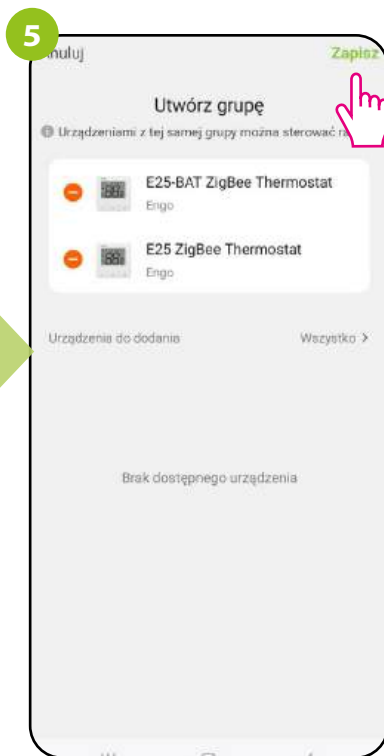 5
nuluj
Zapisz
Utwórz grupę
Urządzeniami z tej samej grupy można sterować
E25-BAT ZigBee Thermostat
Engo
E25 ZigBee Thermostat
Engo
Urządzenia do dodania
Wszystko >
Brak dostępnego urządzenia